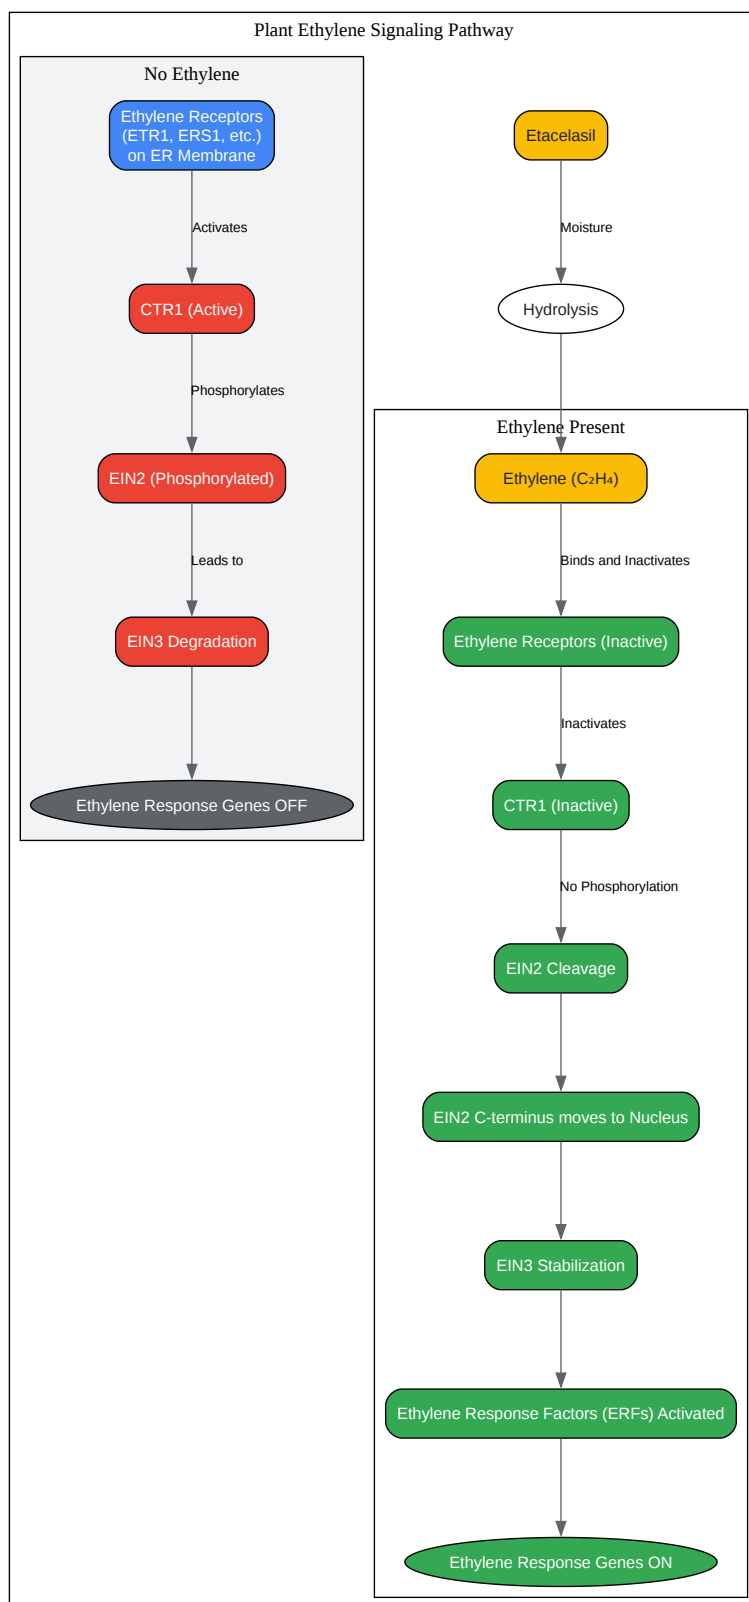 Plant Ethylene Signaling Pathway
No Ethylene
Ethylene Receptors
(ETR1, ERS1, etc.)
on ER Membrane
Activates
CTR1 (Active)
Phosphorylates
EIN2 (Phosphorylated)
Leads to
EIN3 Degradation
Ethylene Response Genes OFF
Etacelasil
Moisture
Hydrolysis
Ethylene Present
Ethylene (C₂H₄)
Binds and Inactivates
Ethylene Receptors (Inactive)
Inactivates
CTR1 (Inactive)
No Phosphorylation
EIN2 Cleavage
EIN2 C-terminus moves to Nucleus
EIN3 Stabilization
Ethylene Response Factors (ERFs) Activated
Ethylene Response Genes ON